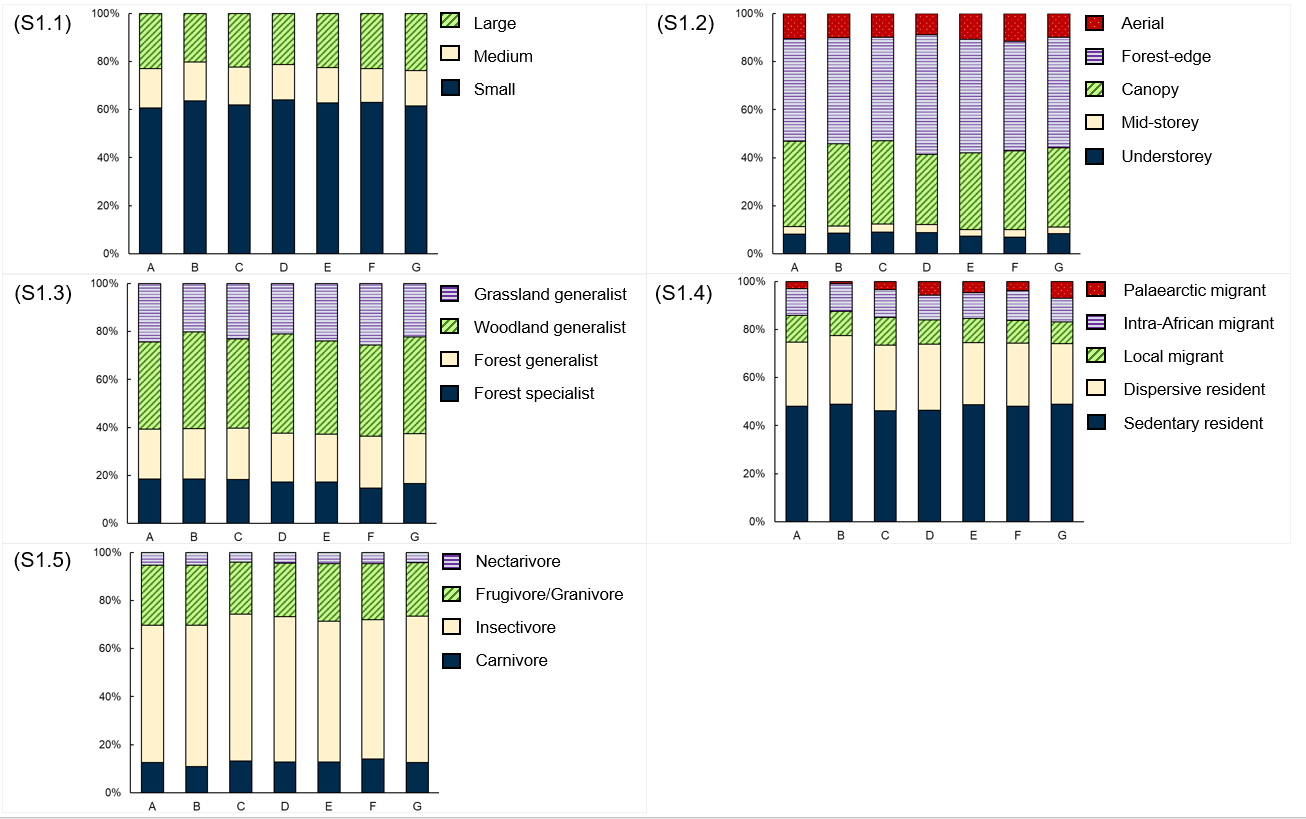 (S1.1)
100%
80%
60%
40%
20%
0%
A B C D E F G
Large
Medium
Small
(S1.2)
100%
80%
60%
40%
20%
0%
A B C D E F G
Aerial
Forest-edge
Canopy
Mid-storey
Understorey
(S1.3)
100%
80%
60%
40%
20%
0%
A B C D E F G
Grassland generalist
Woodland generalist
Forest generalist
Forest specialist
(S1.4)
100%
80%
60%
40%
20%
0%
A B C D E F G
Palaearctic migrant
Intra-African migrant
Local migrant
Dispersive resident
Sedentary resident
(S1.5)
100%
80%
60%
40%
20%
0%
A B C D E F G
Nectarivore
Frugivore/Granivore
Insectivore
Carnivore